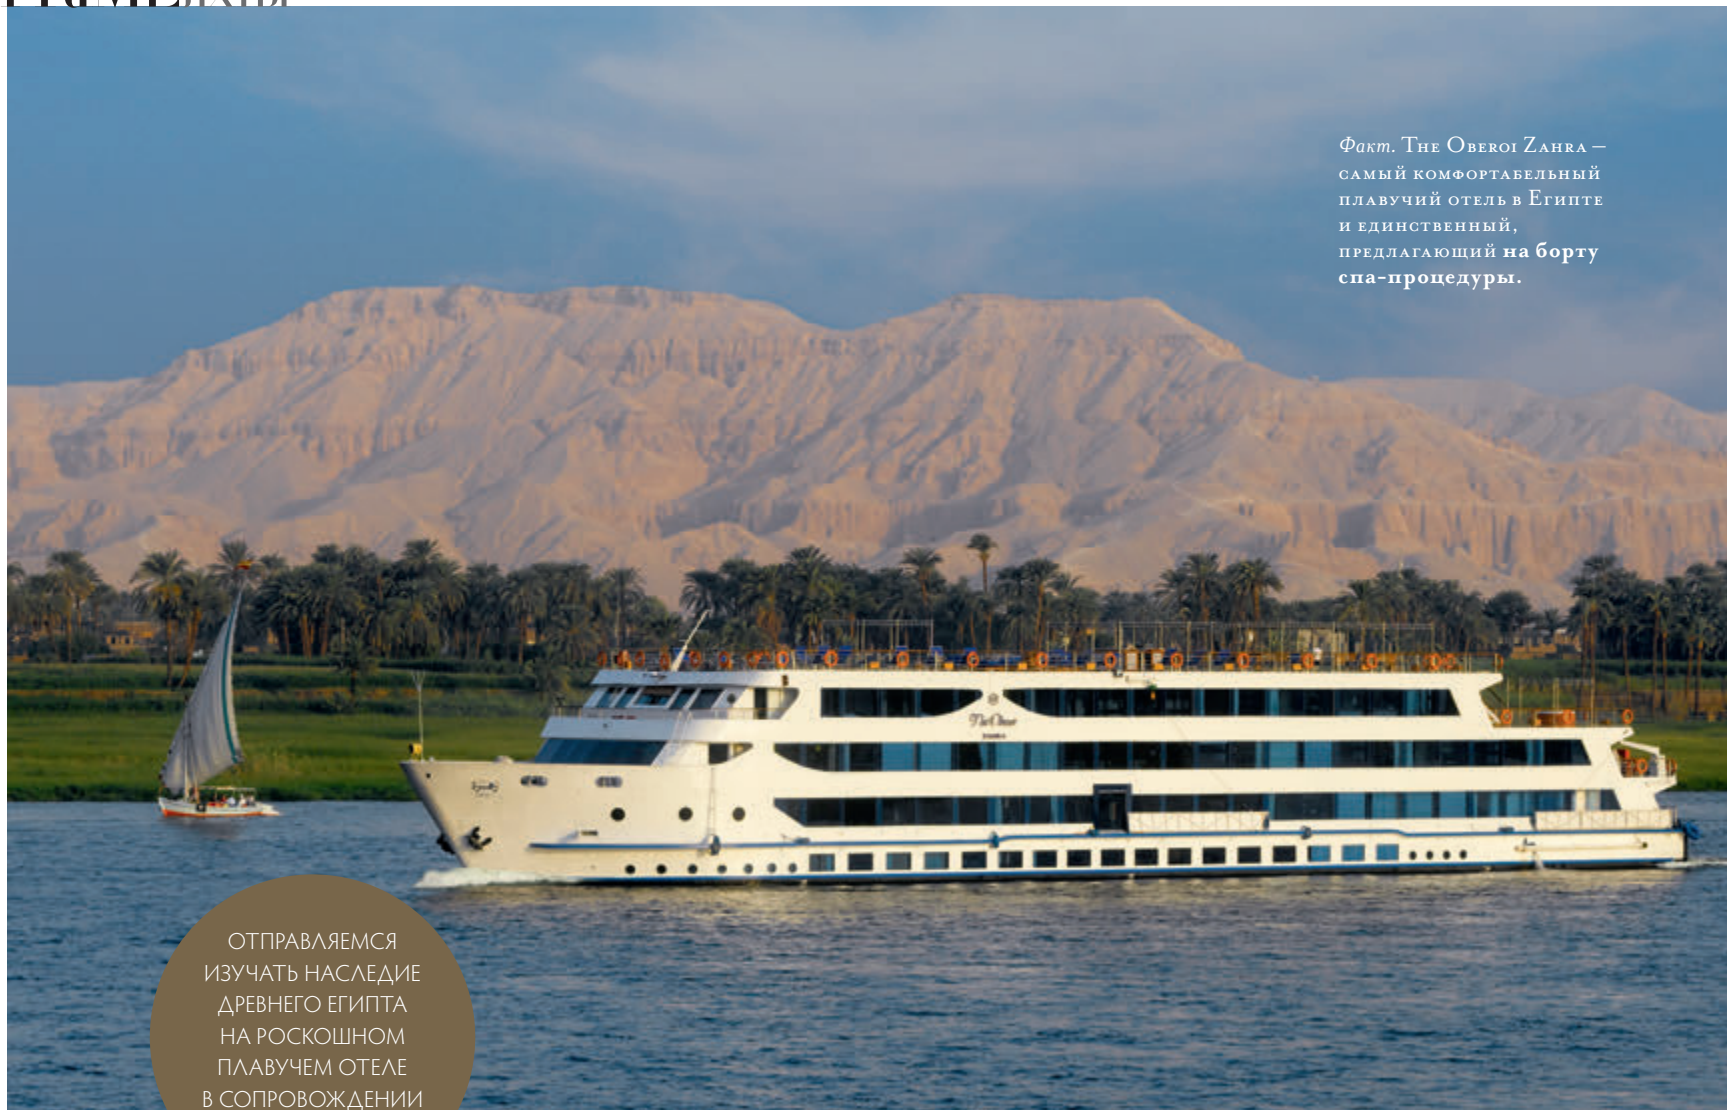 Факт. The Oberoi Zahra —
самый комфортабельный
плавучий отель в Египте
и единственный,
предлагающий на борту
спа-процедуры.
ОТПРАВЛЯЕМСЯ
ИЗУЧАТЬ НАСЛЕДИЕ
ДРЕВНЕГО ЕГИПТА
НА РОСКОШНОМ
ПЛАВУЧЕМ ОТЕЛЕ
В СОПРОВОЖДЕНИИ